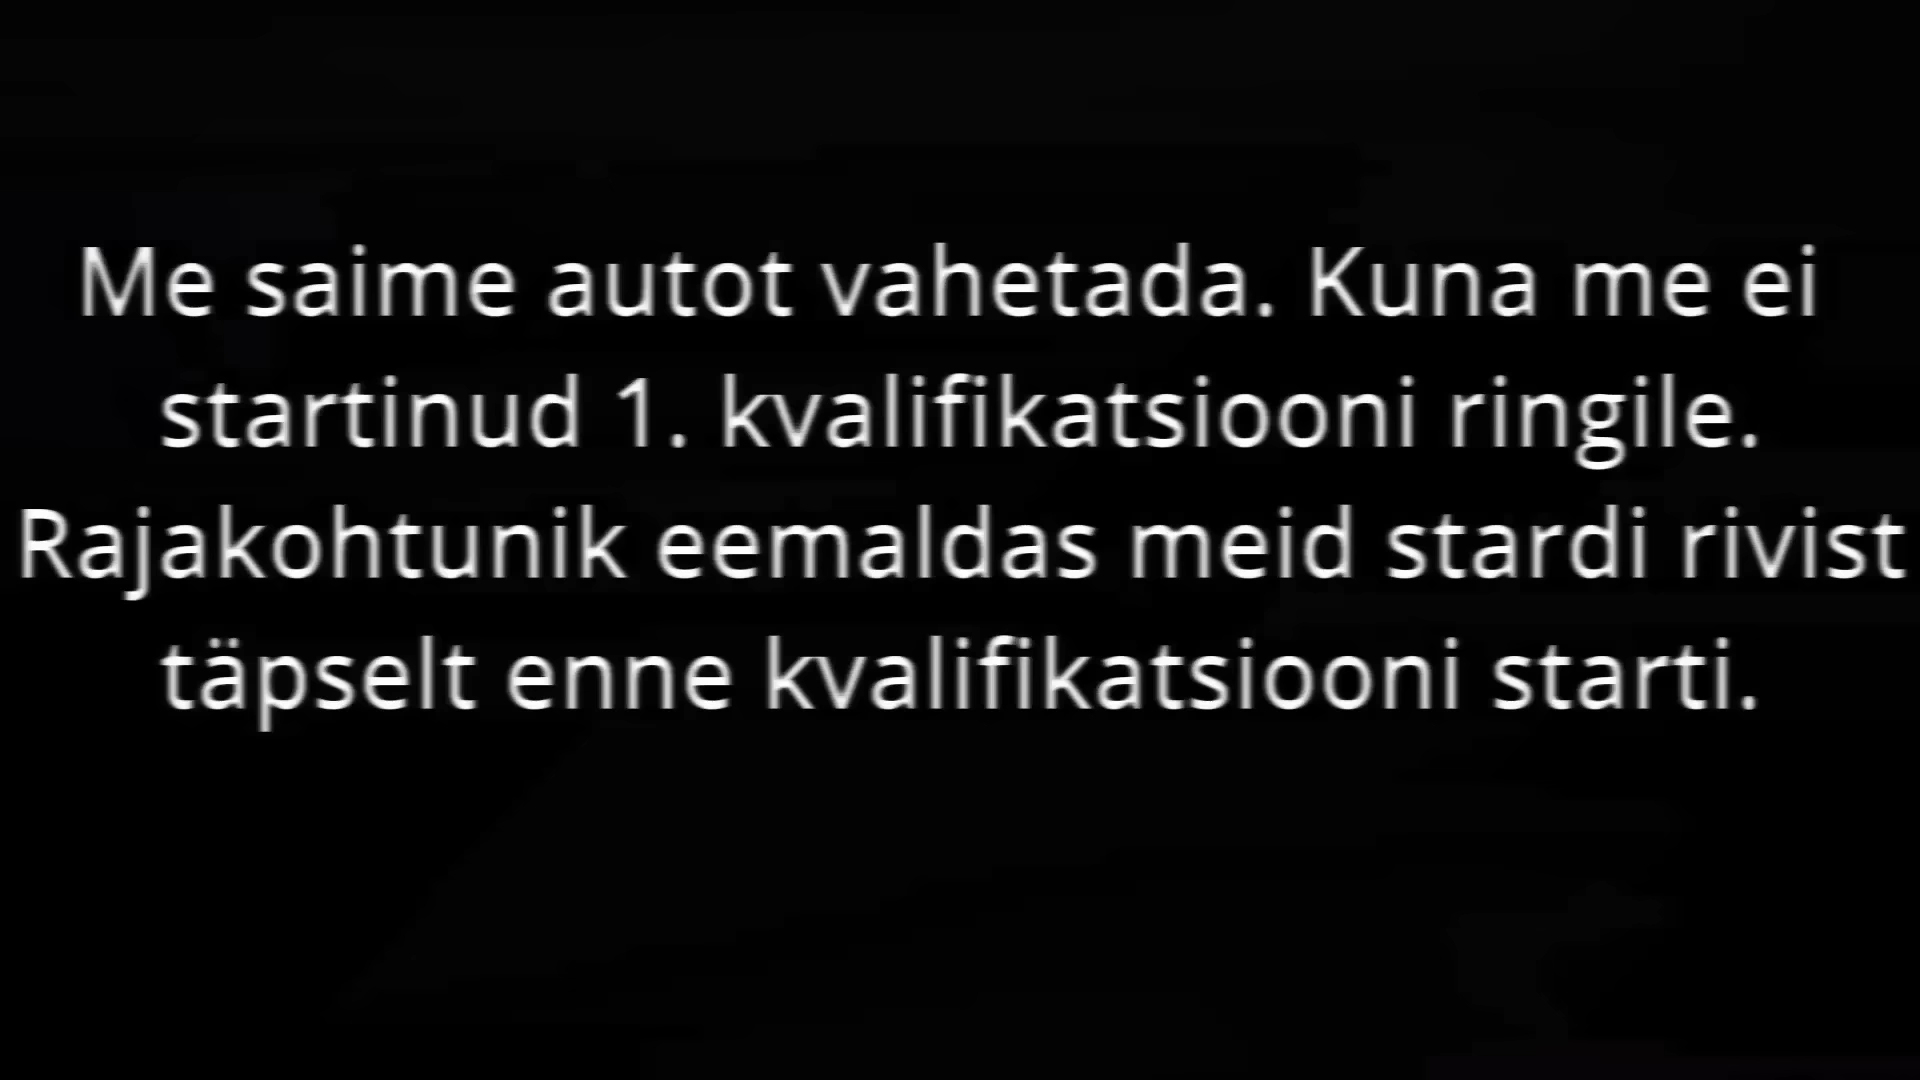 Me saime autot vahetada. Kuna me ei
startinud 1. kvalifikatsiooni ringile.
Rajakohtunik eemaldas meid stardi rivist
täpselt enne kvalifikatsiooni starti.